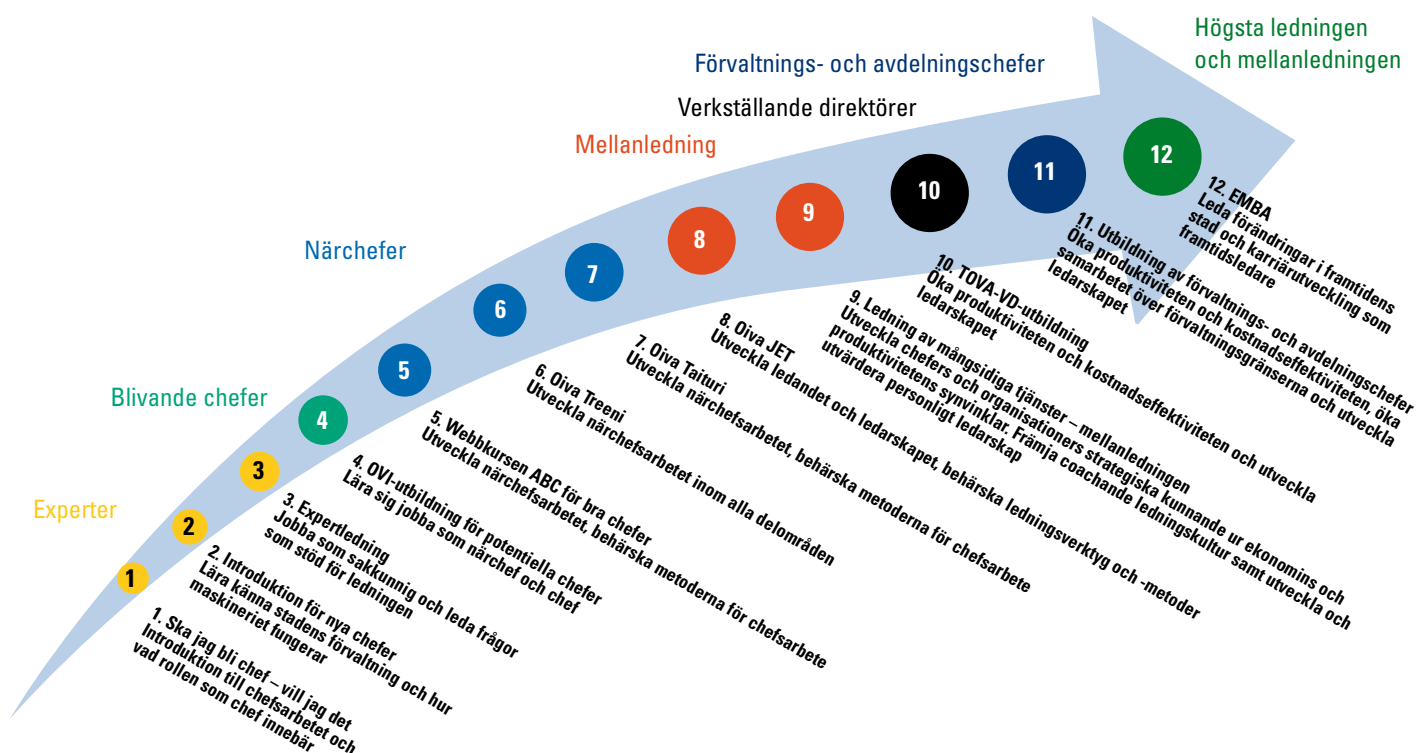 Högsta ledningen
och mellanledningen
Förvaltnings- och avdelningschefer
Verkställande direktörer
Mellanledning
Närchefer
Blivande chefer
Experter
1
2
3
4
5
6
7
8
9
10
11
12
1. Ska jag bli chef – vill jag det
Introduktion till chefsarbetet och
vad rollen som chef innebär
2. Introduktion för nya chefer
Lära känna stadens förvaltning och hur
maskineriet fungerar
3. Expertledning
Jobba som sakkunnig och leda frågor
som stöd för ledningen
4. OVI-utbildning för potentiella chefer
Lära sig jobba som närchef och chef
5. Webbkursen ABC för bra chefer
Utveckla närchefsarbetet, behärska metoderna för chefsarbete
6. Oiva Treeni
Utveckla närchefsarbetet inom alla delområden
7. Oiva Taituri
Utveckla närchefsarbetet, behärska metoderna för chefsarbete
8. Oiva JET
Utveckla ledandet och ledarskapet, behärska ledningsverktyg och -metoder
9. Ledning av mångsidiga tjänster – mellanledningen
Utveckla chefers och organisationers strategiska kunnande ur ekonomins och
produktivitetens synvinklar. Främja coachande ledningskultur samt utveckla och
utvärdera personligt ledarskap
10. TOVA-VD-utbildning
Öka produktiviteten och kostnadseffektiviteten och utveckla
ledarskapet
11. Utbildning av förvaltnings- och avdelningschefer
Öka produktiviteten och kostnadseffektiviteten, öka
samarbetet över förvaltningsgränserna och utveckla
ledarskapet
12. EMBA
Leda förändringar i framtidens
stad och karriärutveckling som
framtidsledare